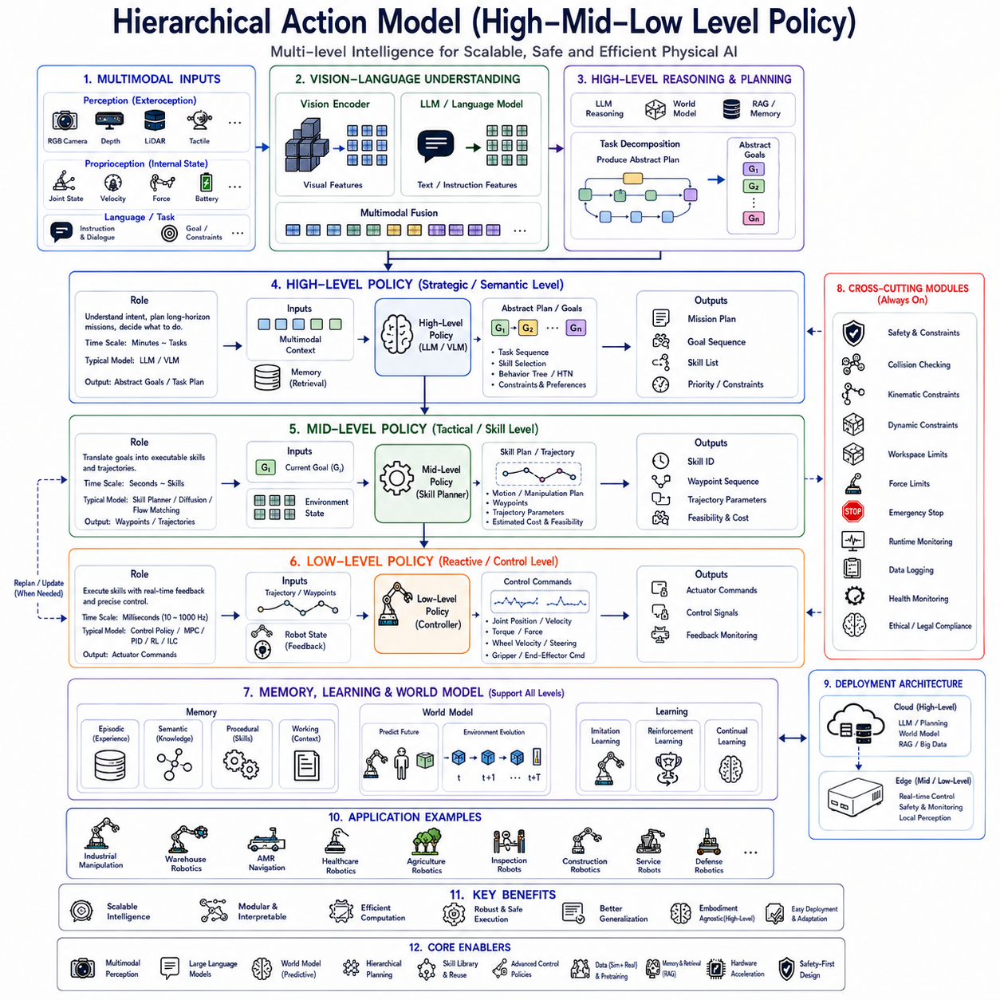 Hierarchical Action Model (High–Mid–Low Level Policy)
Multi-level Intelligence for Scalable, Safe and Efficient Physical AI
1. MULTIMODAL INPUTS
Perception (Exteroception)
RGB Camera
Depth
LiDAR
Tactile
...
Proprioception (Internal State)
Joint State
Velocity
Force
Battery
...
Language / Task
Instruction
& Dialogue
Goal /
Constraints
...
2. VISION–LANGUAGE UNDERSTANDING
Vision Encoder
Visual Features
LLM / Language Model
Text / Instruction Features
Multimodal Fusion
...
3. HIGH-LEVEL REASONING & PLANNING
LLM
Reasoning
World
Model
RAG /
Memory
Task Decomposition
Produce Abstract Plan
Abstract
Goals
G₁
G₂
⋮
Gn
4. HIGH–LEVEL POLICY (Strategic / Semantic Level)
Role
Understand intent, plan long-horizon
missions, decide what to do.
Time Scale: Minutes ~ Tasks
Typical Model: LLM / VLM
Output: Abstract Goals / Task Plan
Inputs
Multimodal
Context
Memory
(Retrieval)
High-Level
Policy
(LLM / VLM)
Abstract Plan / Goals
G₁ G₂ ... Gn
• Task Sequence
• Skill Selection
• Behavior Tree / HTN
• Constraints & Preferences
Outputs
Mission Plan
Goal Sequence
Skill List
Priority / Constraints
5. MID-LEVEL POLICY (Tactical / Skill Level)
Role
Translate goals into executable skills
and trajectories.
Time Scale: Seconds ~ Skills
Typical Model: Skill Planner / Diffusion /
Flow Matching
Output: Waypoints / Trajectories
Inputs
Gᵢ
Current Goal (Gᵢ)
Environment
State
Mid-Level
Policy
(Skill Planner)
Skill Plan / Trajectory
• Motion / Manipulation Plan
• Waypoints
• Trajectory Parameters
• Estimated Cost & Feasibility
Outputs
Skill ID
Waypoint Sequence
Trajectory Parameters
Feasibility & Cost
Replan / Update
(When Needed)
6. LOW-LEVEL POLICY (Reactive / Control Level)
Role
Execute skills with real-time feedback
and precise control.
Time Scale: Milliseconds (10 ~ 1000 Hz)
Typical Model: Control Policy / MPC /
PID / RL / ILC
Output: Actuator Commands
Inputs
Trajectory / Waypoints
Robot State
(Feedback)
Low-Level
Policy
(Controller)
Control Commands
• Joint Position / Velocity
• Torque / Force
• Wheel Velocity / Steering
• Gripper / End-Effector Cmd
Outputs
Actuator Commands
Control Signals
Feedback Monitoring
8. CROSS-CUTTING MODULES
(Always On)
Safety & Constraints
Collision Checking
Kinematic Constraints
Dynamic Constraints
Workspace Limits
Force Limits
STOP
Emergency Stop
Runtime Monitoring
Data Logging
Health Monitoring
Ethical / Legal Compliance
7. MEMORY, LEARNING & WORLD MODEL (Support All Levels)
Memory
Episodic
(Experience)
Semantic
(Knowledge)
Procedural
(Skills)
Working
(Context)
World Model
Predict Future
Environment Evolution
t t+1 ... t+T
Learning
Imitation
Learning
Reinforcement
Learning
Continual
Learning
9. DEPLOYMENT ARCHITECTURE
Cloud (High-Level)
LLM / Planning
World Model
RAG / Big Data
Edge (Mid / Low-Level)
Real-time Control
Safety & Monitoring
Local Perception
10. APPLICATION EXAMPLES
Industrial
Manipulation
Warehouse
Robotics
AMR
Navigation
Healthcare
Robotics
Agriculture
Robotics
Inspection
Robots
Construction
Robotics
Service
Robots
Defense
Robotics
...
11. KEY BENEFITS
Scalable
Intelligence
Modular &
Interpretable
Efficient
Computation
Robust & Safe
Execution
Better
Generalization
Embodiment
Agnostic(High-Level)
Easy Deployment
& Adaptation
12. CORE ENABLERS
Multimodal
Perception
Large Language
Models
World Model
(Predictive)
Hierarchical
Planning
Skill Library
& Reuse
Advanced Control
Policies
Data (Sim + Real)
& Pretraining
Memory & Retrieval
(RAG)
Hardware
Acceleration
Safety-First
Design